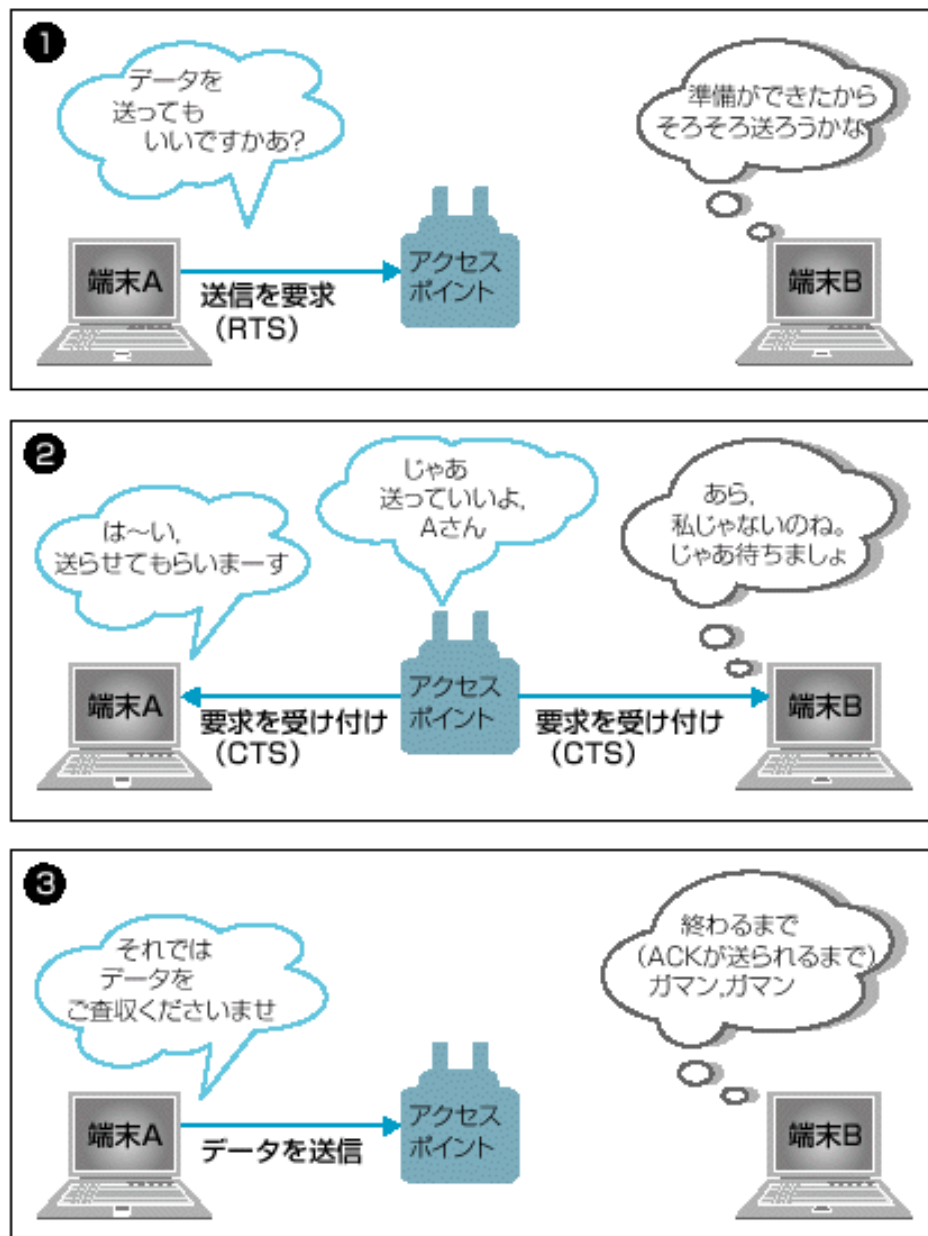 1
データを
送っても
いいですかあ?
準備ができたから
そろそろ送ろうかな
端末A
送信を要求
(RTS)
アクセス
ポイント
端末B
2
は〜い,
送らせてもらいまーす
じゃあ
送っていいよ,
Aさん
あら,
私じゃないのね。
じゃあ待ちましょ
端末A
要求を受け付け
(CTS)
アクセス
ポイント
要求を受け付け
(CTS)
端末B
3
それでは
データを
ご査収くださいませ
終わるまで
(ACKが送られるまで)
ガマン,ガマン
端末A
データを送信
アクセス
ポイント
端末B